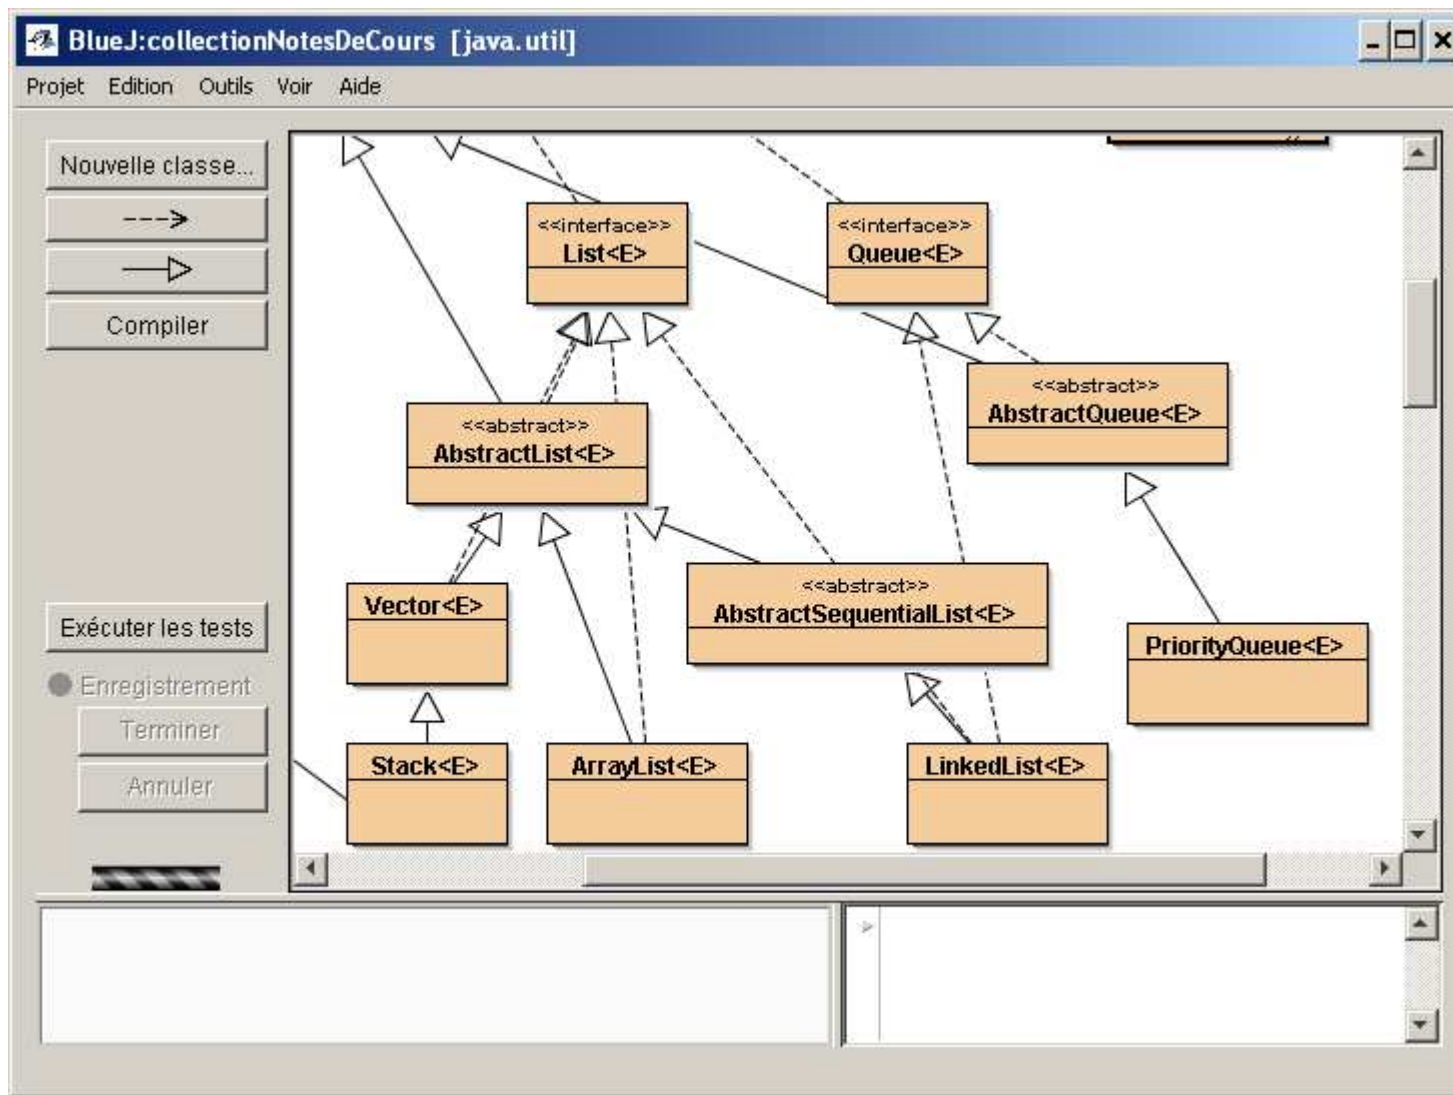 BlueJ:collectionNotesDeCours [java.util]
Projet Edition Outils Voir Aide
Nouvelle classe...
Compiler
Exécuter les tests
Enregistrement
Terminer
Annuler
<<interface>>
List<E>
<<interface>>
Queue<E>
<<abstract>>
AbstractQueue<E>
<<abstract>>
AbstractList<E>
Vector<E>
<<abstract>>
AbstractSequentialList<E>
PriorityQueue<E>
Stack<E>
ArrayList<E>
LinkedList<E>